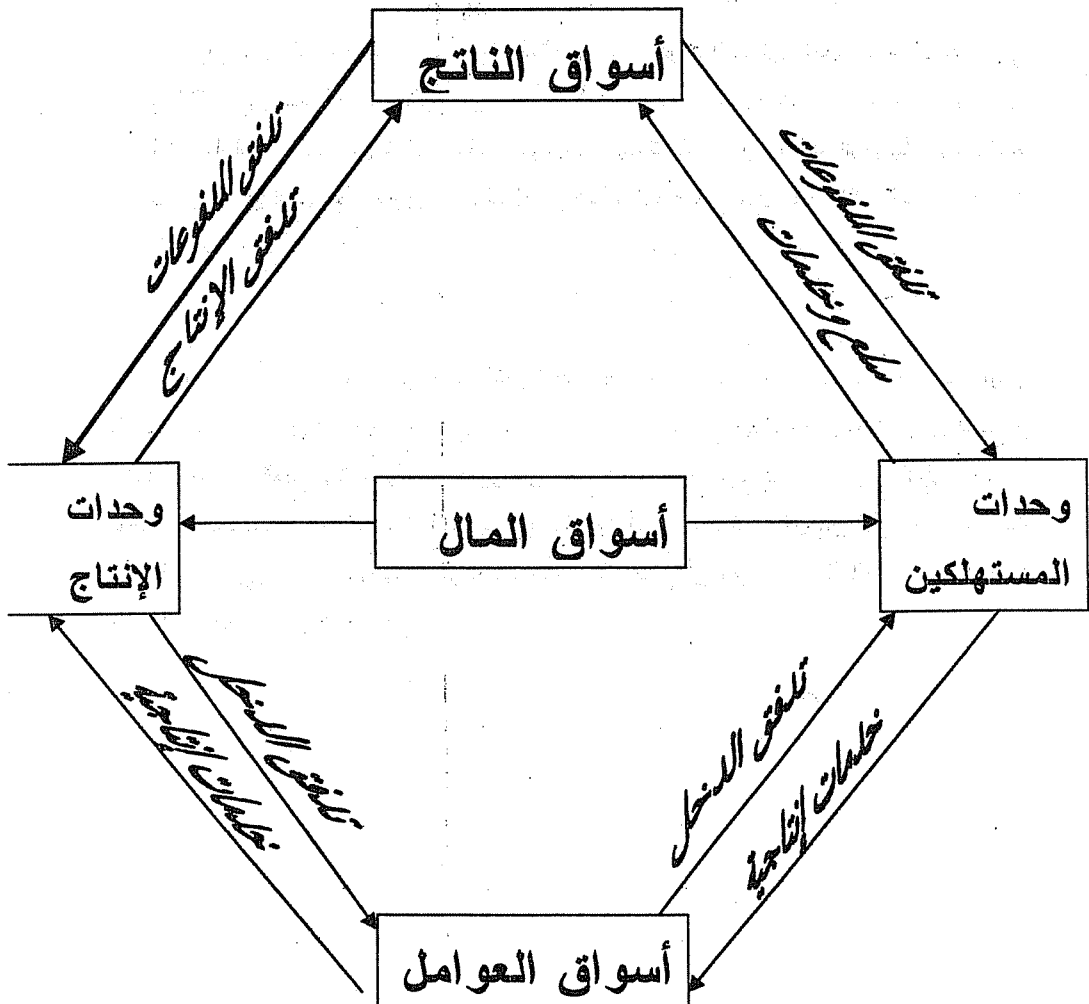 أسواق الناتج
تدفق المدفوعات
سلع وخدمات
تدفق المدفوعات
تدفق الإنتاج
وحدات
المستهلكين
أسواق المال
وحدات
الإنتاج
تدفق الدخل
خدمات إنتاجية
تدفق الدخل
خدمات إنتاجية
أسواق العوامل